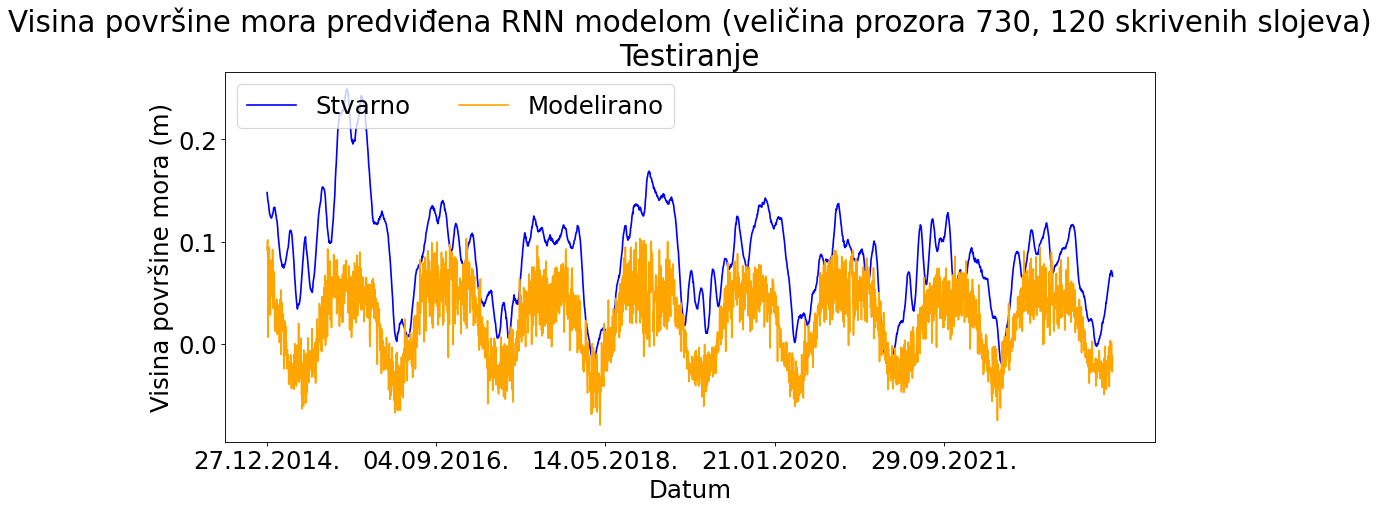 Visina površine mora predviđena RNN modelom (veličina prozora 730, 120 skrivenih slojeva)
Testiranje
Stvarno
Modelirano
Visina površine mora (m)
0.2
0.1
0.0
27.12.2014.
04.09.2016.
14.05.2018.
21.01.2020.
29.09.2021.
Datum